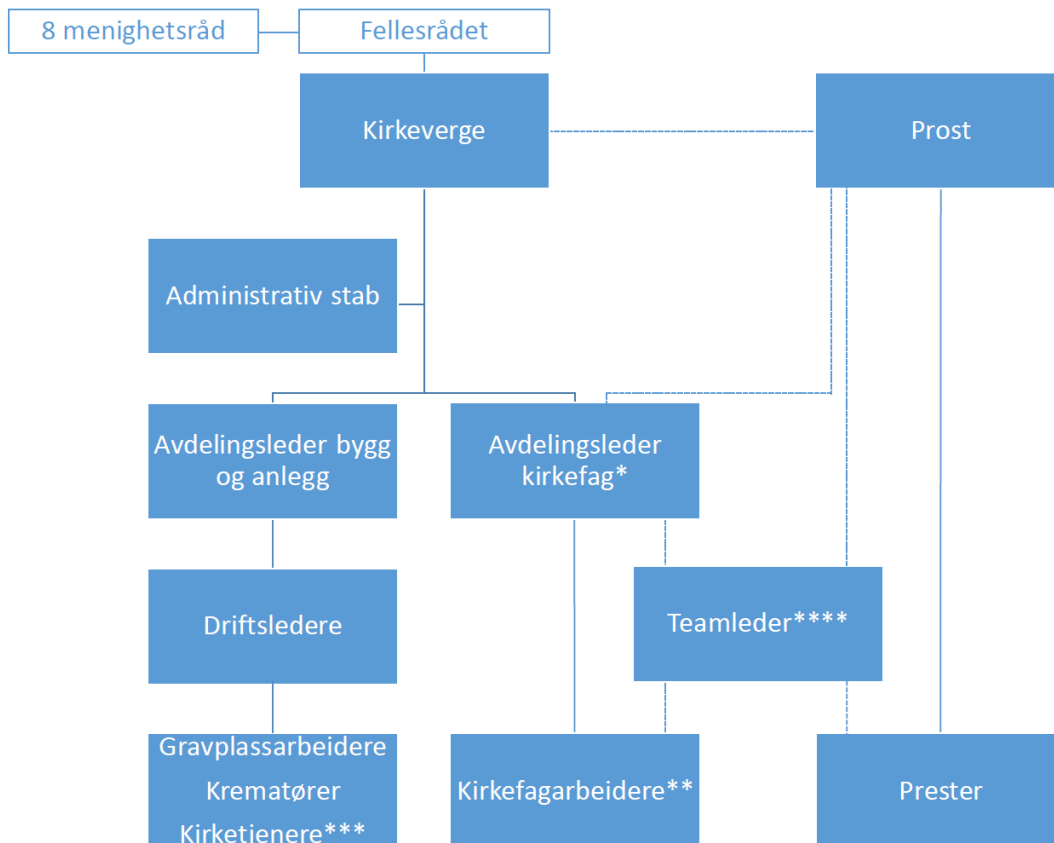 8 menighetsråd
Fellesrådet
Kirkeverge
Prost
Administrativ stab
Avdelingsleder bygg
og anlegg
Avdelingsleder
kirkefag*
Driftsledere
Teamleder****
Gravplassarbeidere
Krematører
Kirketjenere***
Kirkefagarbeidere**
Prester